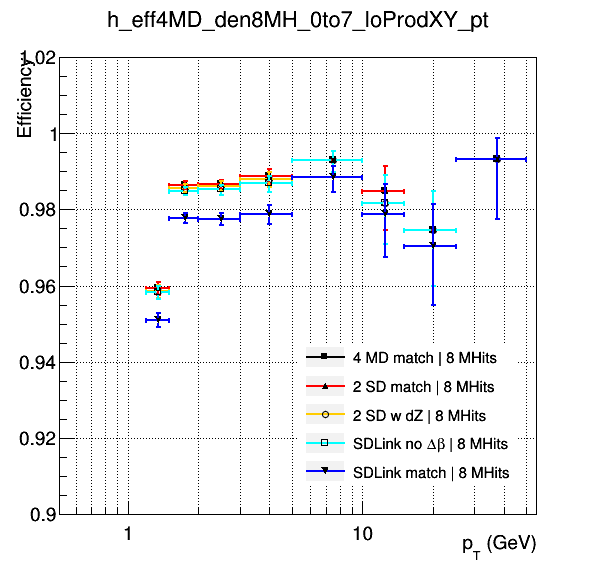 h_eff4MD_den8MH_0to7_loProdXY_pt
Efficiency
1.02
1
0.98
0.96
0.94
0.92
0.9
4 MD match | 8 MHits
2 SD match | 8 MHits
2 SD w dZ | 8 MHits
SDLink no Δβ | 8 MHits
SDLink match | 8 MHits
1
10
p_T (GeV)